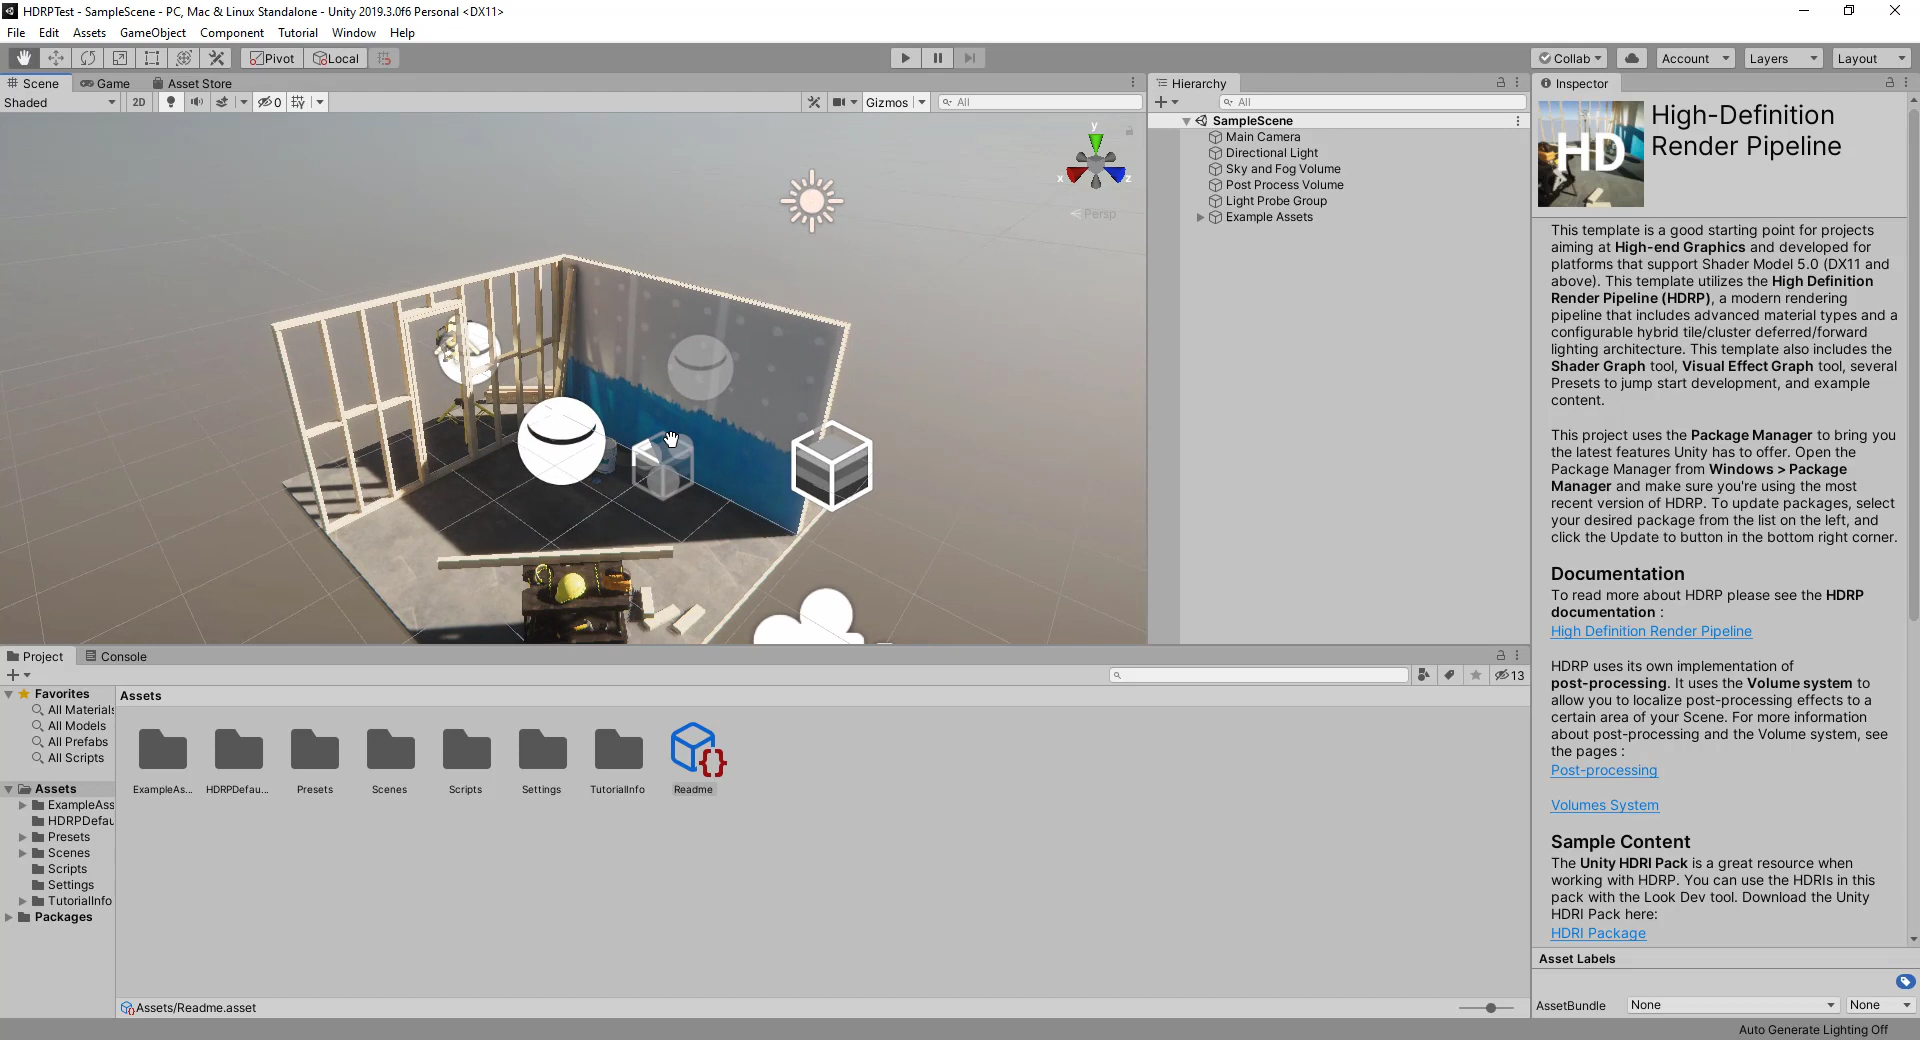 HDRPTest - SampleScene - PC, Mac & Linux Standalone - Unity 2019.3.0f6 Personal <DX11>
File Edit Assets GameObject Component Tutorial Window Help
Pivot Local Collab Account Layers Layout
Scene Game Asset Store
Shaded 2D 0 Gizmos All
y
x
z
Persp
Hierarchy
All
SampleScene
Main Camera
Directional Light
Sky and Fog Volume
Post Process Volume
Light Probe Group
Example Assets
Inspector
HD
High-Definition
Render Pipeline
This template is a good starting point for projects
aiming at High-end Graphics and developed for
platforms that support Shader Model 5.0 (DX11 and
above). This template utilizes the High Definition
Render Pipeline (HDRP), a modern rendering
pipeline that includes advanced material types and a
configurable hybrid tile/cluster deferred/forward
lighting architecture. This template also includes the
Shader Graph tool, Visual Effect Graph tool, several
Presets to jump start development, and example
content.
This project uses the Package Manager to bring you
the latest features Unity has to offer. Open the
Package Manager from Windows > Package
Manager and make sure you're using the most
recent version of HDRP. To update packages, select
your desired package from the list on the left, and
click the Update to button in the bottom right corner.
Documentation
To read more about HDRP please see the HDRP
documentation :
High Definition Render Pipeline
HDRP uses its own implementation of
post-processing. It uses the Volume system to
allow you to localize post-processing effects to a
certain area of your Scene. For more information
about post-processing and the Volume system, see
the pages :
Post-processing
Volumes System
Sample Content
The Unity HDRI Pack is a great resource when
working with HDRP. You can use the HDRIs in this
pack with the Look Dev tool. Download the Unity
HDRI Pack here:
HDRI Package
Asset Labels
AssetBundle None None
Project Console
13
Favorites
All Materials
All Models
All Prefabs
All Scripts
Assets
ExampleAss
HDRPDefau
Presets
Scenes
Scripts
Settings
TutorialInfo
Packages
Assets
ExampleAs... HDRPDefau... Presets Scenes Scripts Settings TutorialInfo Readme
Assets/Readme.asset
Auto Generate Lighting Off